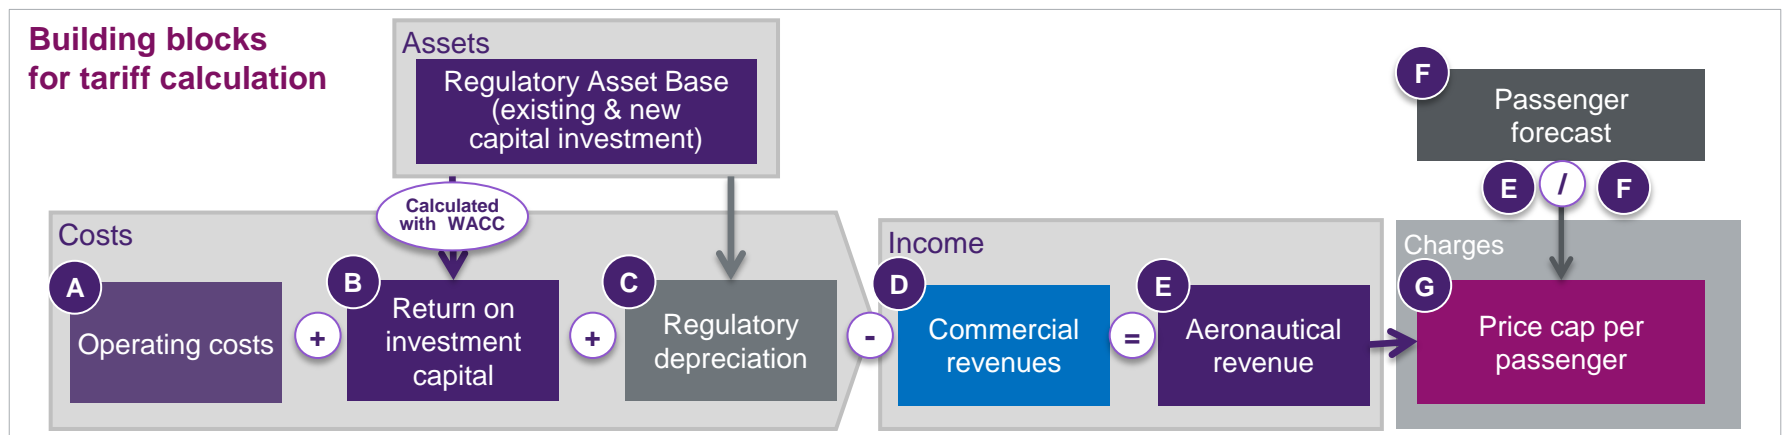 Building blocks
for tariff calculation
Assets
Regulatory Asset Base
(existing & new
capital investment)
Calculated
with WACC
Costs
A
Operating costs
+
B
Return on
investment
capital
+
C
Regulatory
depreciation
-
Income
D
Commercial
revenues
=
E
Aeronautical
revenue
F
Passenger
forecast
E / F
Charges
G
Price cap per
passenger